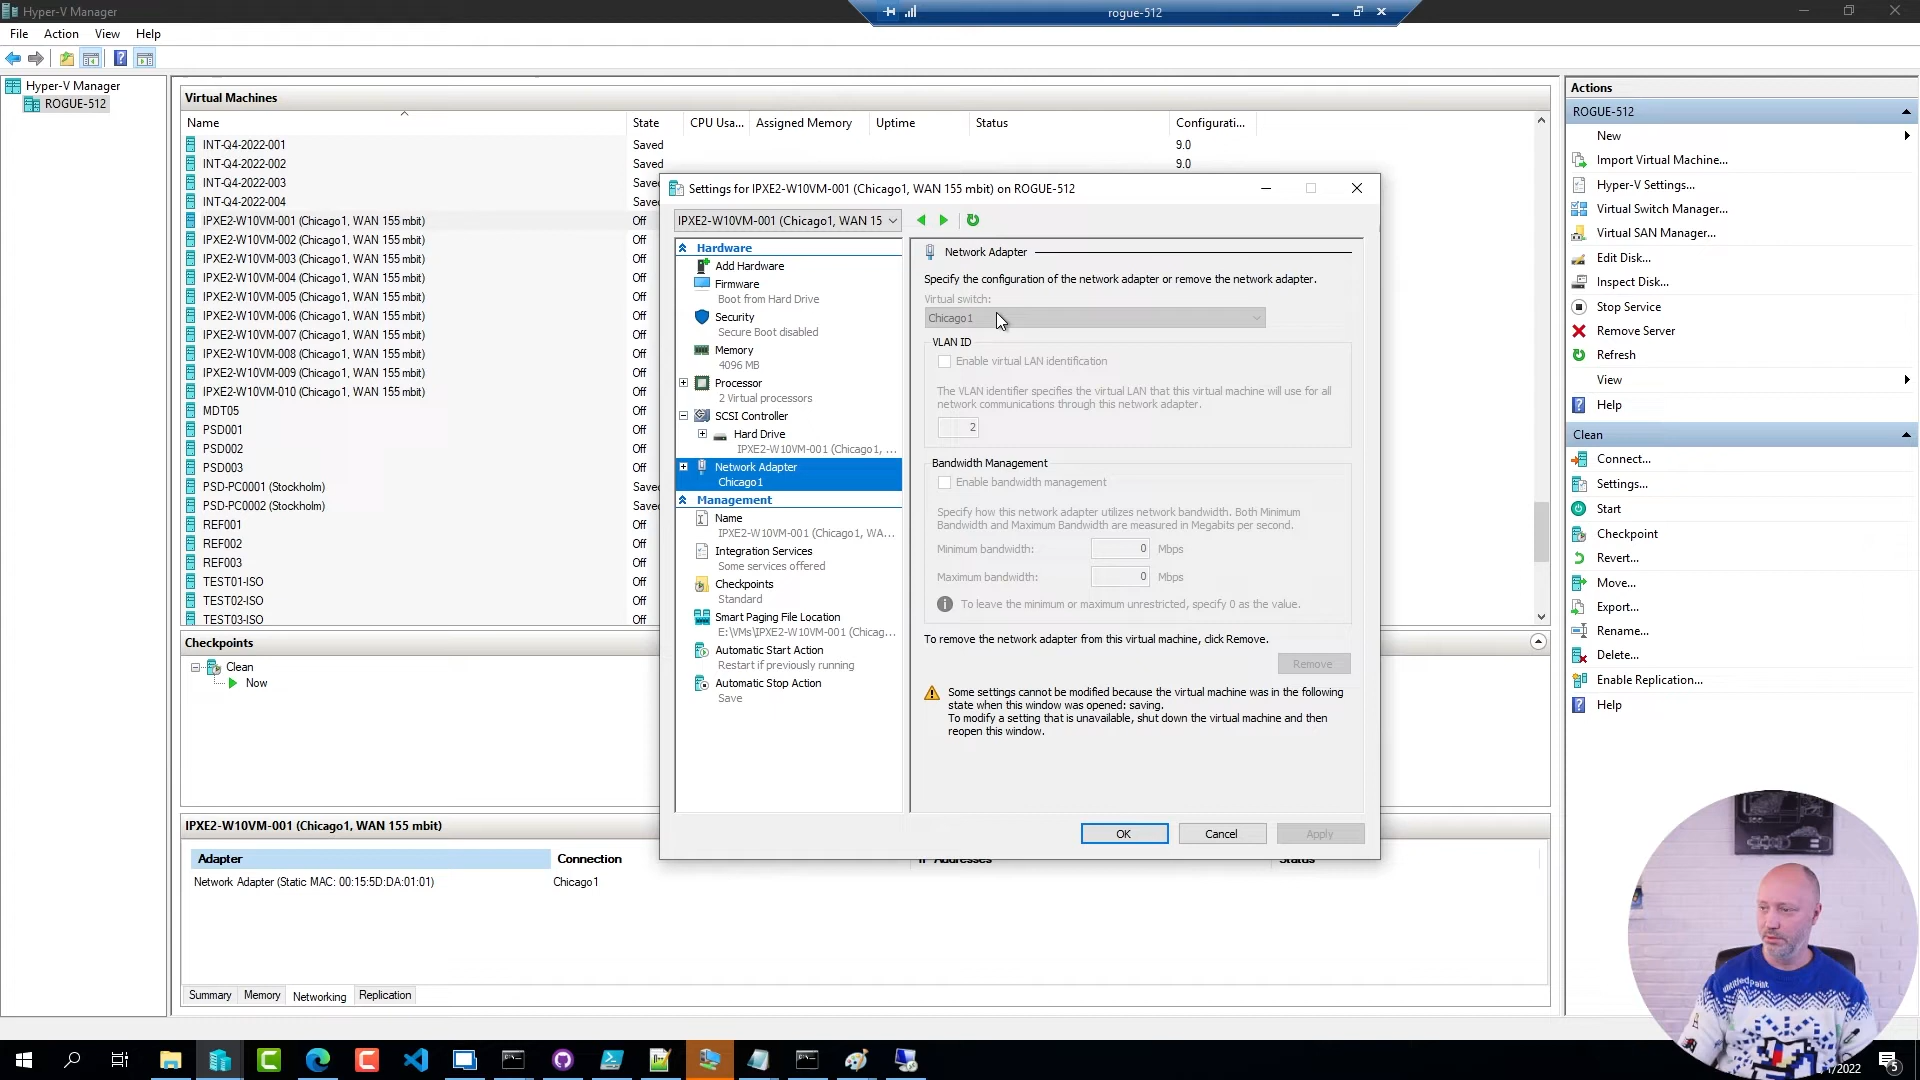 Hyper-V Manager
rogue-512
File Action View Help
Hyper-V Manager
ROGUE-512
Virtual Machines
Name State CPU Usa... Assigned Memory Uptime Status Configurati...
INT-Q4-2022-001 Saved 9.0
INT-Q4-2022-002 Saved 9.0
INT-Q4-2022-003
INT-Q4-2022-004
IPXE2-W10VM-001 (Chicago1, WAN 155 mbit) Off
IPXE2-W10VM-002 (Chicago1, WAN 155 mbit) Off
IPXE2-W10VM-003 (Chicago1, WAN 155 mbit) Off
IPXE2-W10VM-004 (Chicago1, WAN 155 mbit) Off
IPXE2-W10VM-005 (Chicago1, WAN 155 mbit) Off
IPXE2-W10VM-006 (Chicago1, WAN 155 mbit) Off
IPXE2-W10VM-007 (Chicago1, WAN 155 mbit) Off
IPXE2-W10VM-008 (Chicago1, WAN 155 mbit) Off
IPXE2-W10VM-009 (Chicago1, WAN 155 mbit) Off
IPXE2-W10VM-010 (Chicago1, WAN 155 mbit) Off
MDT05 Off
PSD001 Off
PSD002 Off
PSD003 Off
PSD-PC0001 (Stockholm)
PSD-PC0002 (Stockholm)
REF001 Off
REF002 Off
REF003 Off
TEST01-ISO Off
TEST02-ISO Off
TEST03-ISO Off
Checkpoints
Clean
Now
IPXE2-W10VM-001 (Chicago1, WAN 155 mbit)
Adapter Connection IP Addresses Status
Network Adapter (Static MAC: 00:15:5D:DA:01:01) Chicago1
Summary Memory Networking Replication
Settings for IPXE2-W10VM-001 (Chicago1, WAN 155 mbit) on ROGUE-512
IPXE2-W10VM-001 (Chicago1, WAN 15
Hardware
Add Hardware
Firmware
Boot from Hard Drive
Security
Secure Boot disabled
Memory
4096 MB
Processor
2 Virtual processors
SCSI Controller
Hard Drive
IPXE2-W10VM-001 (Chicago1, ...
Network Adapter
Chicago1
Management
Name
IPXE2-W10VM-001 (Chicago1, WA...
Integration Services
Some services offered
Checkpoints
Standard
Smart Paging File Location
E:\VMs\IPXE2-W10VM-001 (Chicag...
Automatic Start Action
Restart if previously running
Automatic Stop Action
Save
Network Adapter
Specify the configuration of the network adapter or remove the network adapter.
Virtual switch:
Chicago1
VLAN ID
Enable virtual LAN identification
The VLAN identifier specifies the virtual LAN that this virtual machine will use for all
network communications through this network adapter.
2
Bandwidth Management
Enable bandwidth management
Specify how this network adapter utilizes network bandwidth. Both Minimum
Bandwidth and Maximum Bandwidth are measured in Megabits per second.
Minimum bandwidth: 0 Mbps
Maximum bandwidth: 0 Mbps
To leave the minimum or maximum unrestricted, specify 0 as the value.
To remove the network adapter from this virtual machine, click Remove.
Remove
Some settings cannot be modified because the virtual machine was in the following
state when this window was opened: saving.
To modify a setting that is unavailable, shut down the virtual machine and then
reopen this window.
OK Cancel Apply
Actions
ROGUE-512
New
Import Virtual Machine...
Hyper-V Settings...
Virtual Switch Manager...
Virtual SAN Manager...
Edit Disk...
Inspect Disk...
Stop Service
Remove Server
Refresh
View
Help
Clean
Connect...
Settings...
Start
Checkpoint
Revert...
Move...
Export...
Rename...
Delete...
Enable Replication...
Help
/2022
5